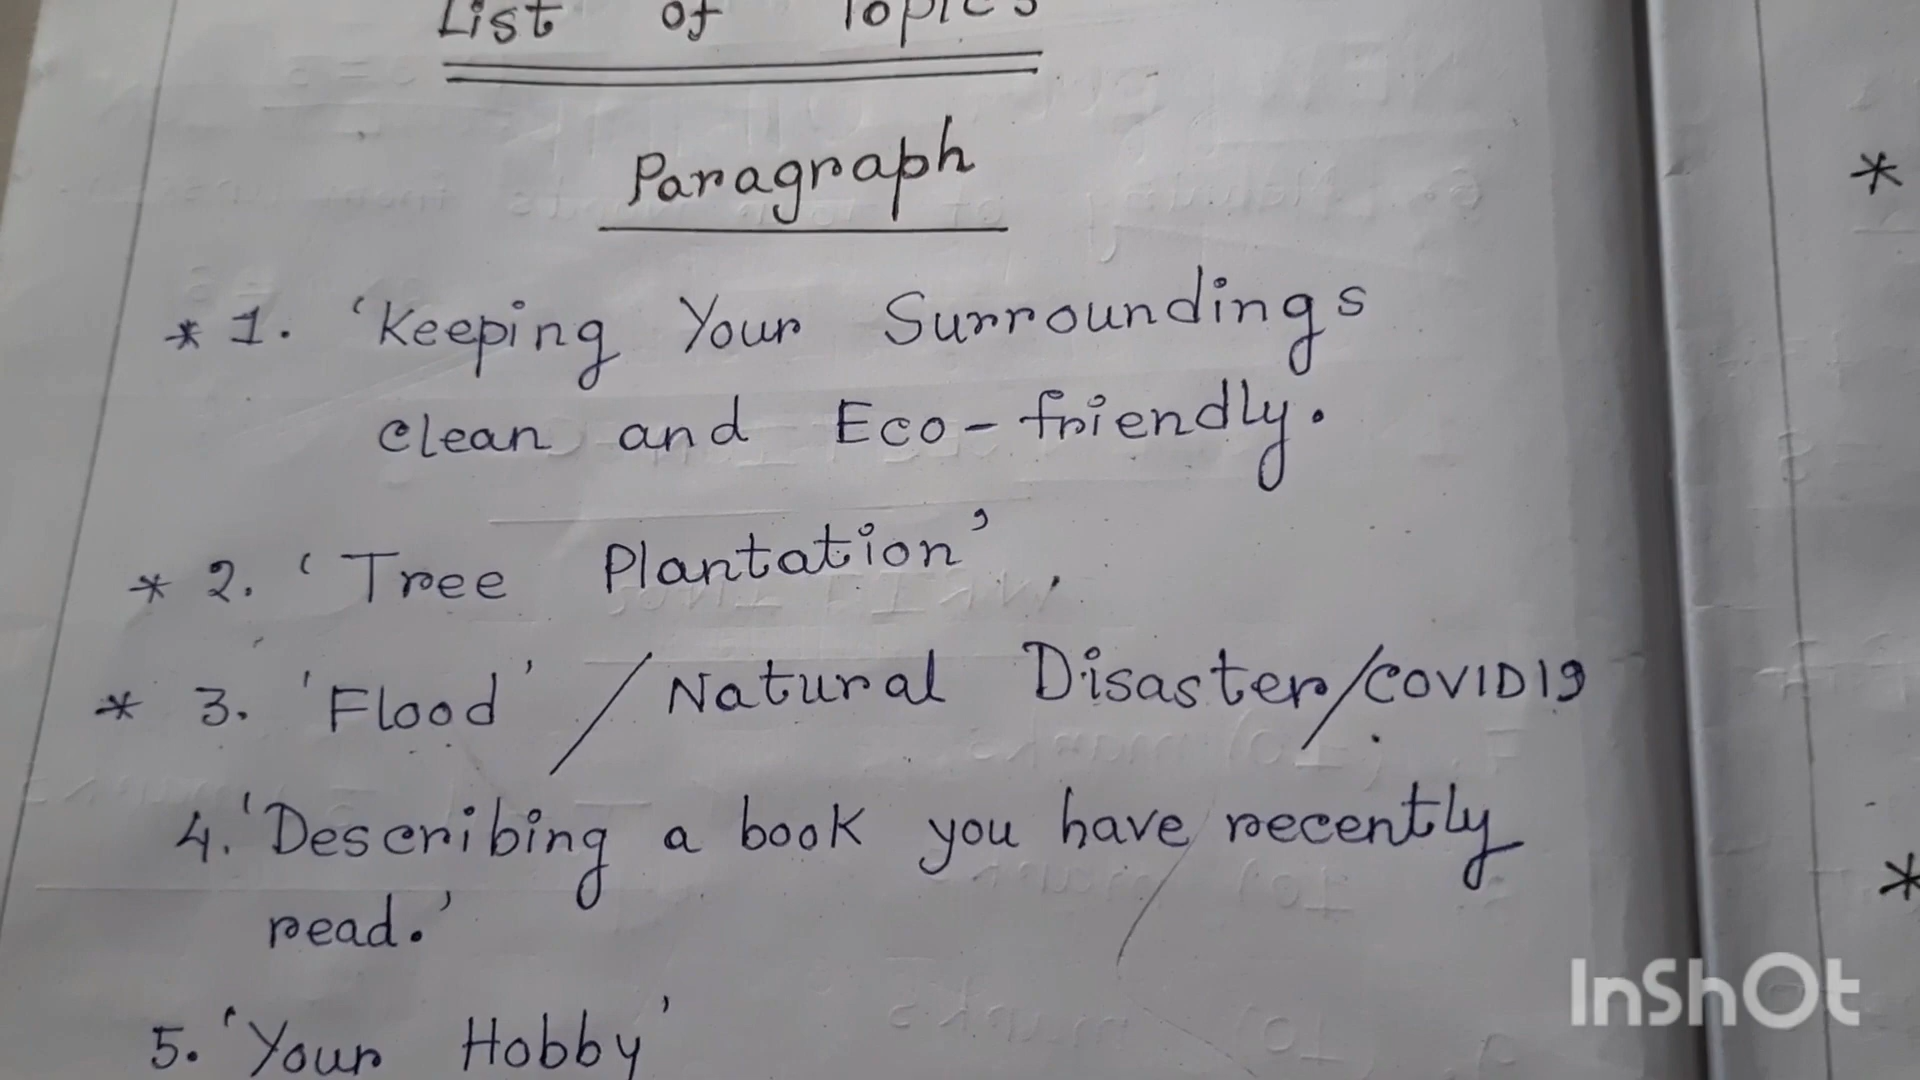 List of Topics
Paragraph
* 1. 'Keeping Your Surroundings
clean and Eco-friendly.
* 2. 'Tree Plantation',
* 3. 'Flood' / Natural Disaster/COVID19
4. 'Describing a book you have recently
read.'
5. 'Your Hobby'
*
*
InShOt